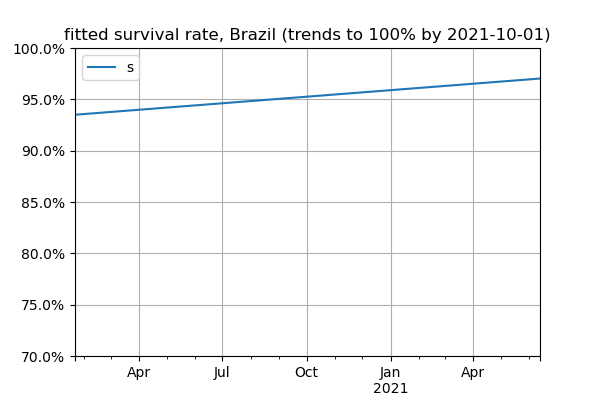 fitted survival rate, Brazil (trends to 100% by 2021-10-01)
100.0%
s
95.0%
90.0%
85.0%
80.0%
75.0%
70.0%
Apr Jul Oct Jan Apr
2021